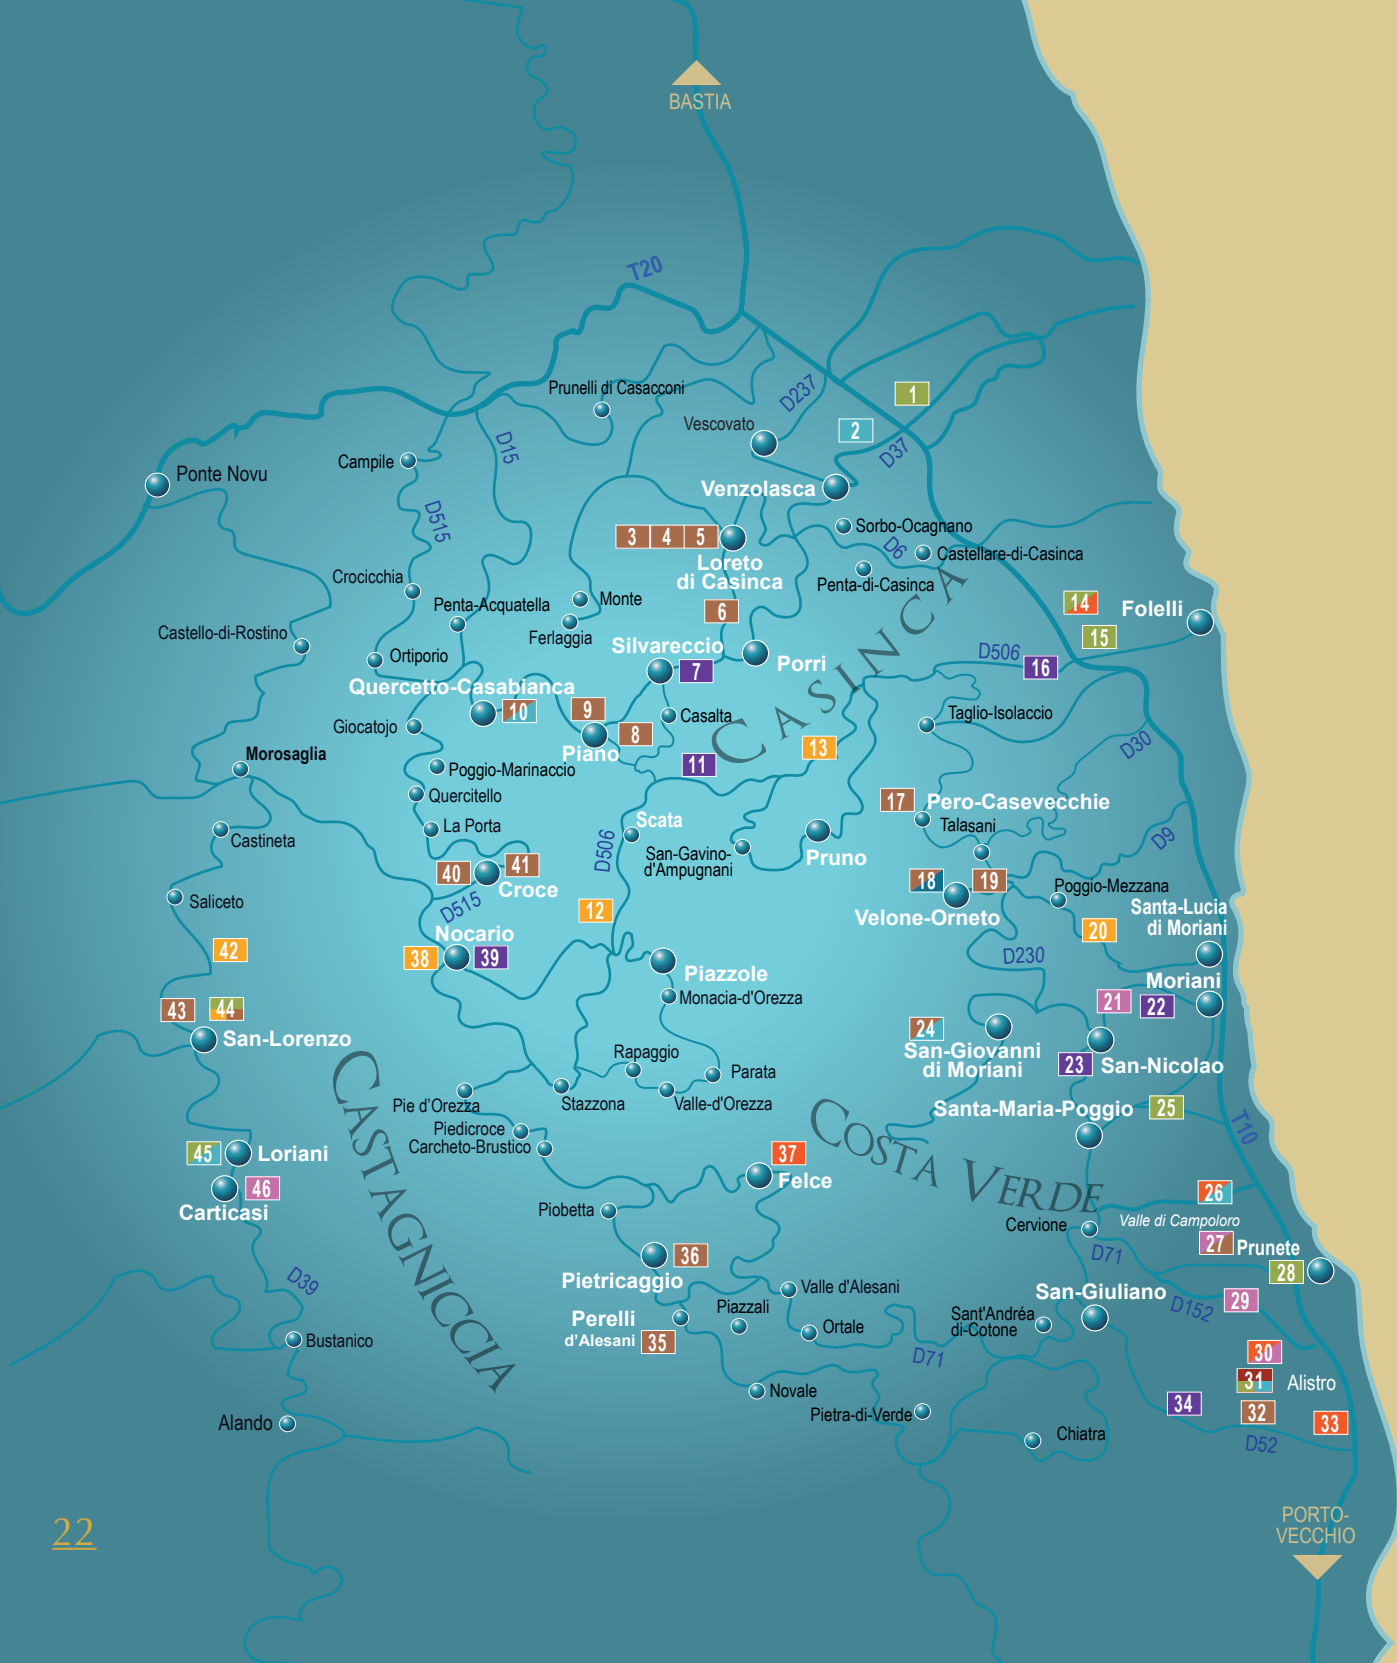 BASTIA
T20
Prunelli di Casacconi
D237
1
Vescovato
2
D15
D37
Campile
Ponte Novu
Venzolasca
D515
Sorbo-Ocagnano
3 4 5
D6
Castellare-di-Casinca
Loreto
di Casinca
Crocicchia
Penta-di-Casinca
Monte
Penta-Acquatella
6
14
Folelli
Castello-di-Rostino
Ferlaggia
15
Silvareccio
7
Porri
CASINCA
D506
16
Ortiporio
Quercetto-Casabianca
10
9
Casalta
Taglio-Isolaccio
Giocatojo
8
Piano
13
D30
Morosaglia
Poggio-Marinaccio
11
Quercitello
17
Pero-Casevecchie
La Porta
Scata
Talasani
Castineta
D506
San-Gavino-
d'Ampugnani
Pruno
D9
40
41
Croce
18
19
Poggio-Mezzana
Saliceto
D515
12
Velone-Orneto
Santa-Lucia
di Moriani
Nocario
20
42
38
39
D230
Piazzole
Moriani
Monacia-d'Orezza
21
22
43
44
San-Lorenzo
24
San-Giovanni
di Moriani
23
San-Nicolao
Rapaggio
Parata
Pie d'Orezza
Stazzona
Valle-d'Orezza
Santa-Maria-Poggio
25
Piedicroce
Carcheto-Brustico
CASTAGNICCIA
COSTA VERDE
T10
45
Loriani
37
Felce
46
Carticasi
26
Piobetta
Cervione
Valle di Campoloro
27
Prunete
36
D71
28
Pietricaggio
D39
Valle d'Alesani
San-Giuliano
29
Piazzali
D152
Perelli
d'Alesani
35
Ortale
Sant'Andréa
di-Cotone
Bustanico
D71
30
31
Alistro
Novale
34
32
Pietra-di-Verde
33
Alando
Chiatra
D52
22
PORTO-
VECCHIO